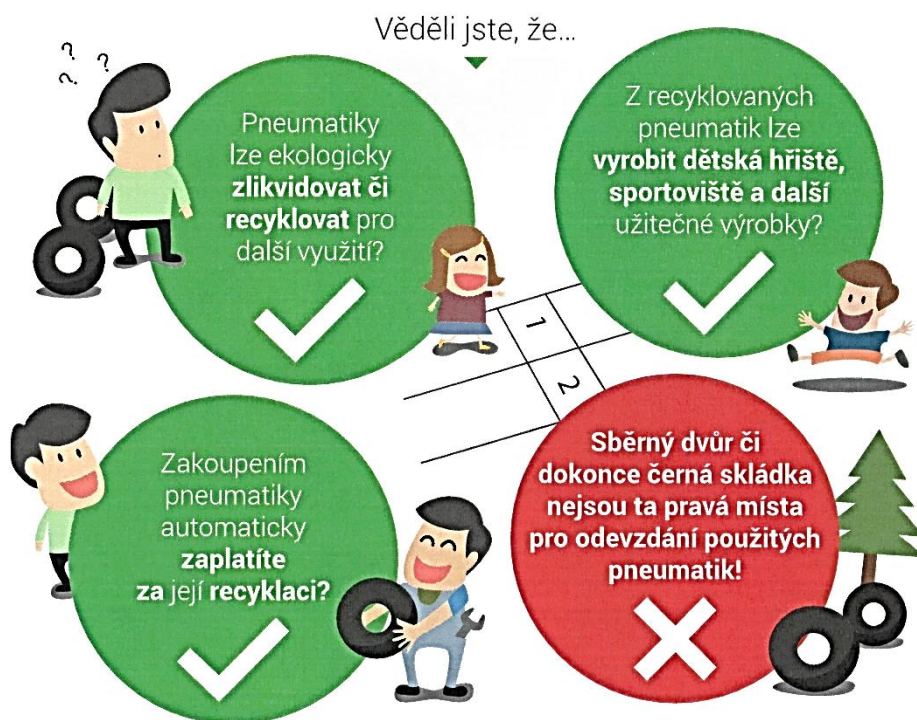 Věděli jste, že...
? ? ?
Pneumatiky
lze ekologicky
zlikvidovat či
recyklovat pro
další využití?
Z recyklovaných
pneumatik lze
vyrobit dětská hřiště,
sportoviště a další
užitečné výrobky?
1
2
Zakoupením
pneumatiky
automaticky
zaplatíte
za její recyklaci?
Sběrný dvůr či
dokonce černá skládka
nejsou ta pravá místa
pro odevzdání použitých
pneumatik!